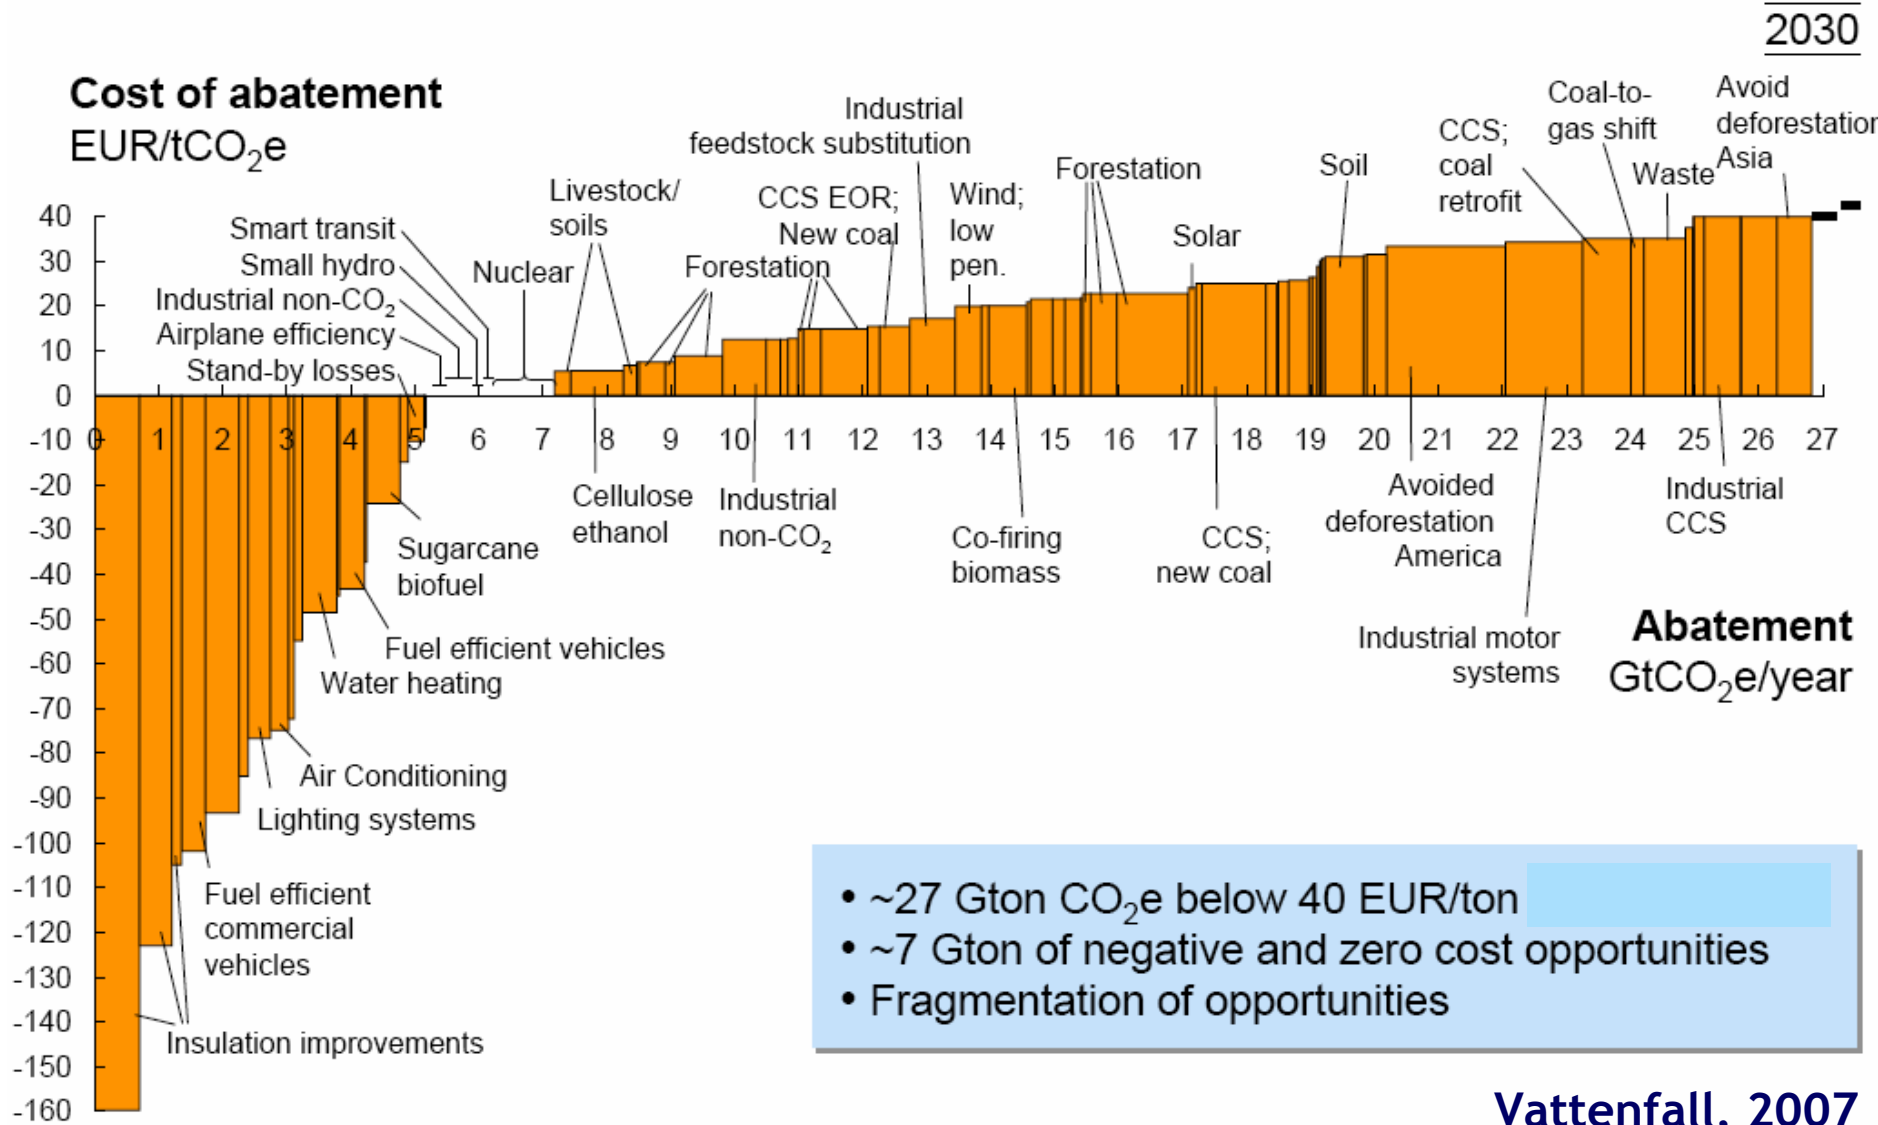 2030
Cost of abatement
EUR/tCO₂e
Industrial
feedstock substitution
Coal-to-
gas shift
Avoid
deforestation
Asia
CCS;
coal
retrofit
Waste
Soil
Forestation
Wind;
low
pen.
Livestock/
soils
CCS EOR;
New coal
Solar
Smart transit
Small hydro
Industrial non-CO₂
Airplane efficiency
Stand-by losses
Nuclear
Forestation
40
30
20
10
0
-10
-20
-30
-40
-50
-60
-70
-80
-90
-100
-110
-120
-130
-140
-150
-160
0 1 2 3 4 5 6 7 8 9 10 11 12 13 14 15 16 17 18 19 20 21 22 23 24 25 26 27
Cellulose
ethanol
Industrial
non-CO₂
Co-firing
biomass
CCS;
new coal
Avoided
deforestation
America
Industrial
CCS
Industrial motor
systems
Abatement
GtCO₂e/year
Sugarcane
biofuel
Fuel efficient vehicles
Water heating
Air Conditioning
Lighting systems
Fuel efficient
commercial
vehicles
Insulation improvements
• ~27 Gton CO₂e below 40 EUR/ton
• ~7 Gton of negative and zero cost opportunities
• Fragmentation of opportunities
Vattenfall, 2007